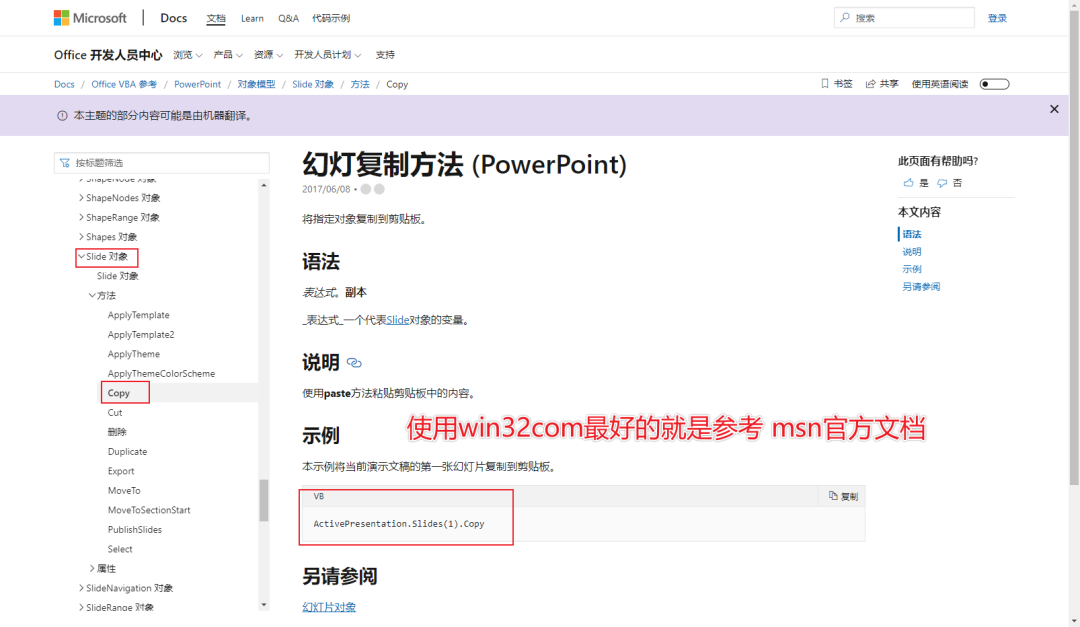 Microsoft Docs 文档 Learn Q&A 代码示例 搜索 登录
Office 开发人员中心 浏览 产品 资源 开发人员计划 支持
Docs / Office VBA 参考 / PowerPoint / 对象模型 / Slide 对象 / 方法 / Copy 书签 共享 使用英语阅读
本主题的部分内容可能是由机器翻译。
按标题筛选
ShapeNode 对象
ShapeNodes 对象
ShapeRange 对象
Shapes 对象
Slide 对象
Slide 对象
方法
ApplyTemplate
ApplyTemplate2
ApplyTheme
ApplyThemeColorScheme
Copy
Cut
删除
Duplicate
Export
MoveTo
MoveToSectionStart
PublishSlides
Select
属性
SlideNavigation 对象
SlideRange 对象
幻灯复制方法 (PowerPoint)
2017/06/08 •
将指定对象复制到剪贴板。
语法
表达式。副本
_表达式_一个代表Slide对象的变量。
说明
使用paste方法粘贴剪贴板中的内容。
使用win32com最好的就是参考 msn官方文档
示例
本示例将当前演示文稿的第一张幻灯片复制到剪贴板。
VB 复制
ActivePresentation.Slides(1).Copy
另请参阅
幻灯片对象
此页面有帮助吗?
是 否
本文内容
语法
说明
示例
另请参阅